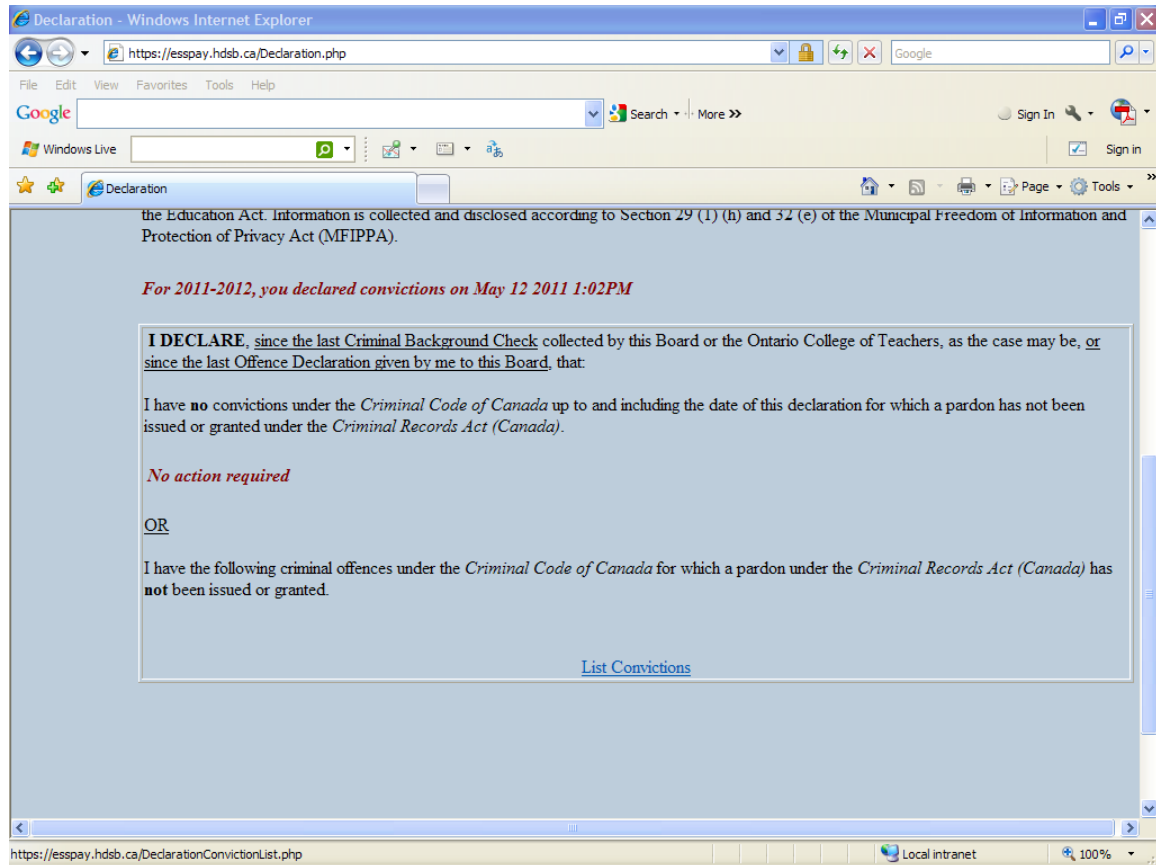 Declaration - Windows Internet Explorer
https://esspay.hdsb.ca/Declaration.php
Google
File Edit View Favorites Tools Help
Google
Search
More >>
Sign In
Windows Live
Sign in
Declaration
Page
Tools
the Education Act. Information is collected and disclosed according to Section 29 (1) (h) and 32 (e) of the Municipal Freedom of Information and
Protection of Privacy Act (MFIPPA).
For 2011-2012, you declared convictions on May 12 2011 1:02PM
I DECLARE, since the last Criminal Background Check collected by this Board or the Ontario College of Teachers, as the case may be, or
since the last Offence Declaration given by me to this Board, that:
I have no convictions under the Criminal Code of Canada up to and including the date of this declaration for which a pardon has not been
issued or granted under the Criminal Records Act (Canada).
No action required
OR
I have the following criminal offences under the Criminal Code of Canada for which a pardon under the Criminal Records Act (Canada) has
not been issued or granted.
List Convictions
https://esspay.hdsb.ca/DeclarationConvictionList.php
Local intranet
100%